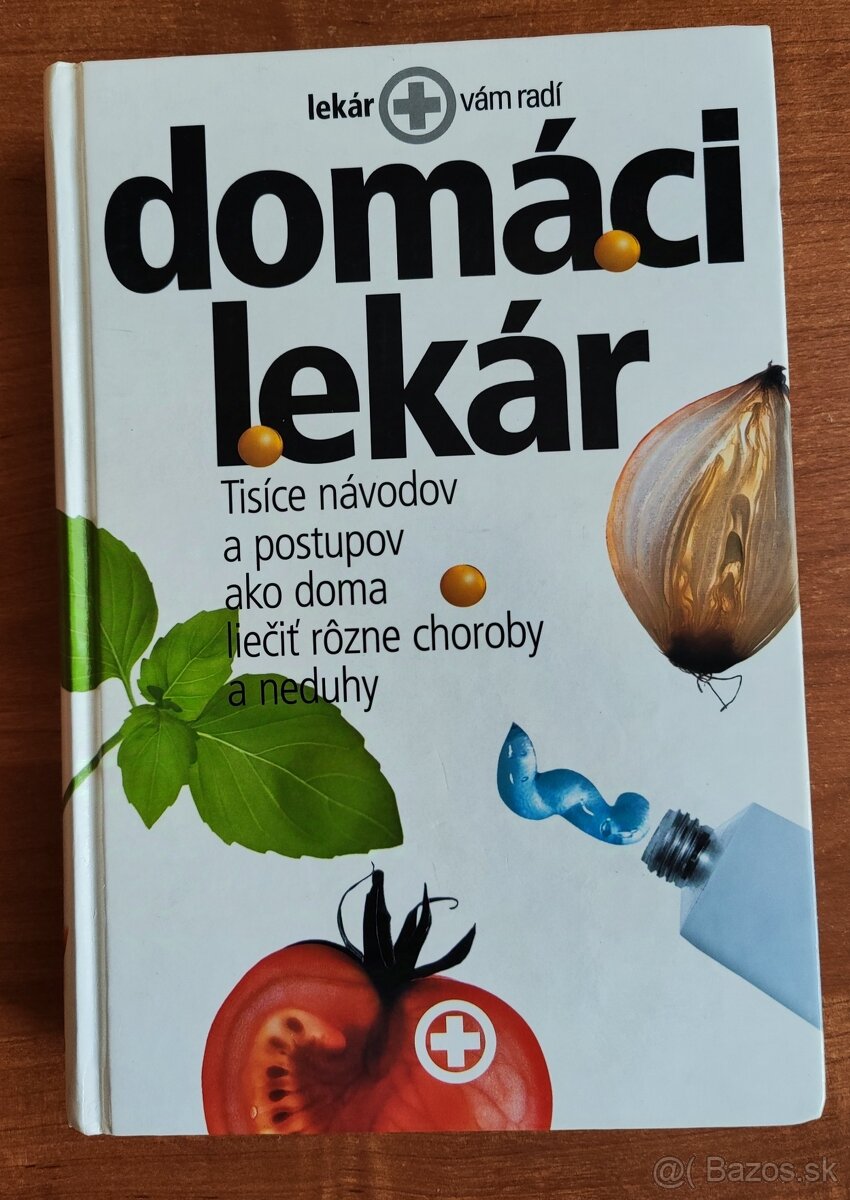 lekár vám radí
domáci
lekár
Tisíce návodov
a postupov
ako doma
liečiť rôzne choroby
a neduhy
@( Bazos.sk